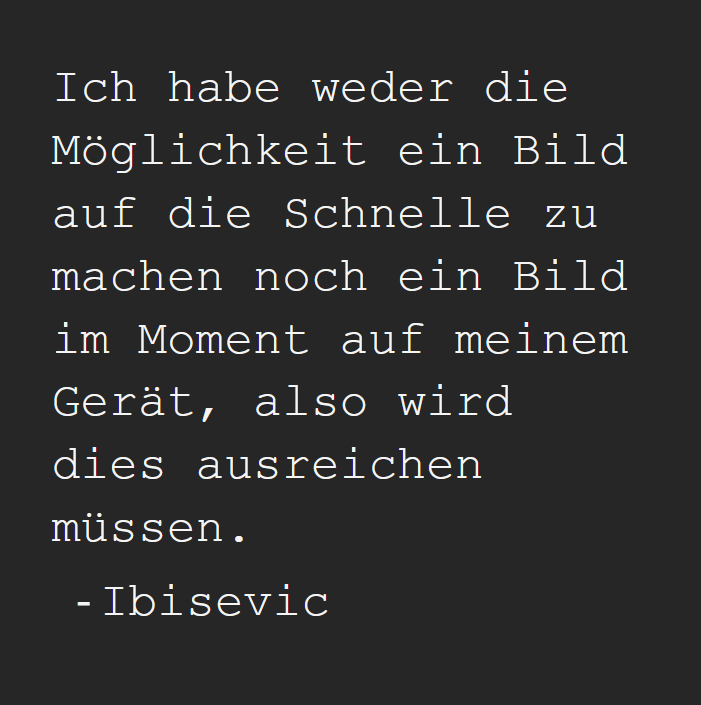 Ich habe weder die
Möglichkeit ein Bild
auf die Schnelle zu
machen noch ein Bild
im Moment auf meinem
Gerät, also wird
dies ausreichen
müssen.
-Ibisevic